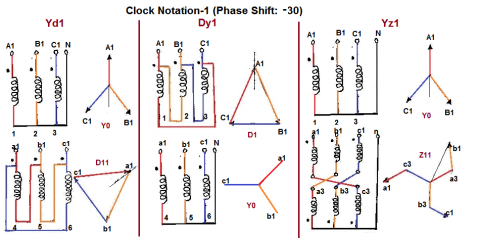 Clock Notation-1 (Phase Shift: -30)
Yd1
A1 B1 C1 N
1 2 3
A1
C1 B1
Y0
a1 b1 c1
4 5 6
D11
c1 a1
b1
Dy1
A1 B1 C1
1 2 3
A1
C1 B1
D1
a1 b1 c1 N
4 5 6
a1
c1
Y0
b1
Yz1
A1 B1 C1 N
1 2 3
A1
C1 B1
Y0
a1 b1 c1 n
a3 b3 c3
Z11
b1
c3
a1 a3
b3
c1